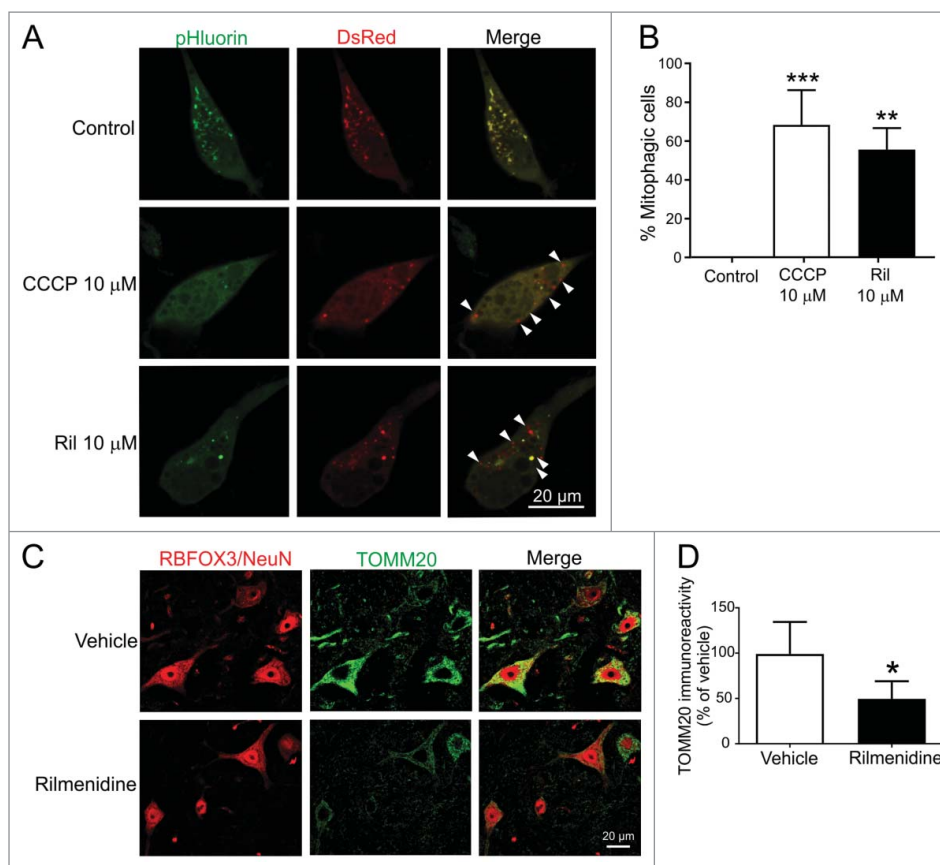 A
pHluorin DsRed Merge
Control
CCCP 10 μM
Ril 10 μM
20 μm
B
% Mitophagic cells
100
80
60
40
20
0
***
**
Control CCCP 10 μM Ril 10 μM
C
RBFOX3/NeuN TOMM20 Merge
Vehicle
Rilmenidine
20 μm
D
TOMM20 immunoreactivity
(% of vehicle)
150
100
50
0
*
Vehicle Rilmenidine